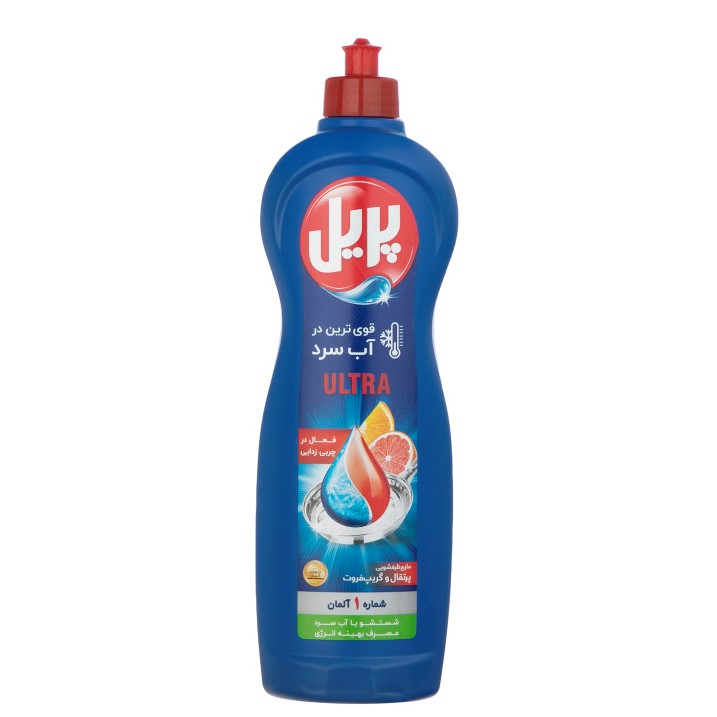 پریل
قوی ترین در
آب سرد
ULTRA
فعال در
چربی زدایی
مایع ظرفشویی
پرتقال و گریپ‌فروت
شماره ۱ آلمان
شستشو با آب سرد
مصرف بهینه انرژی